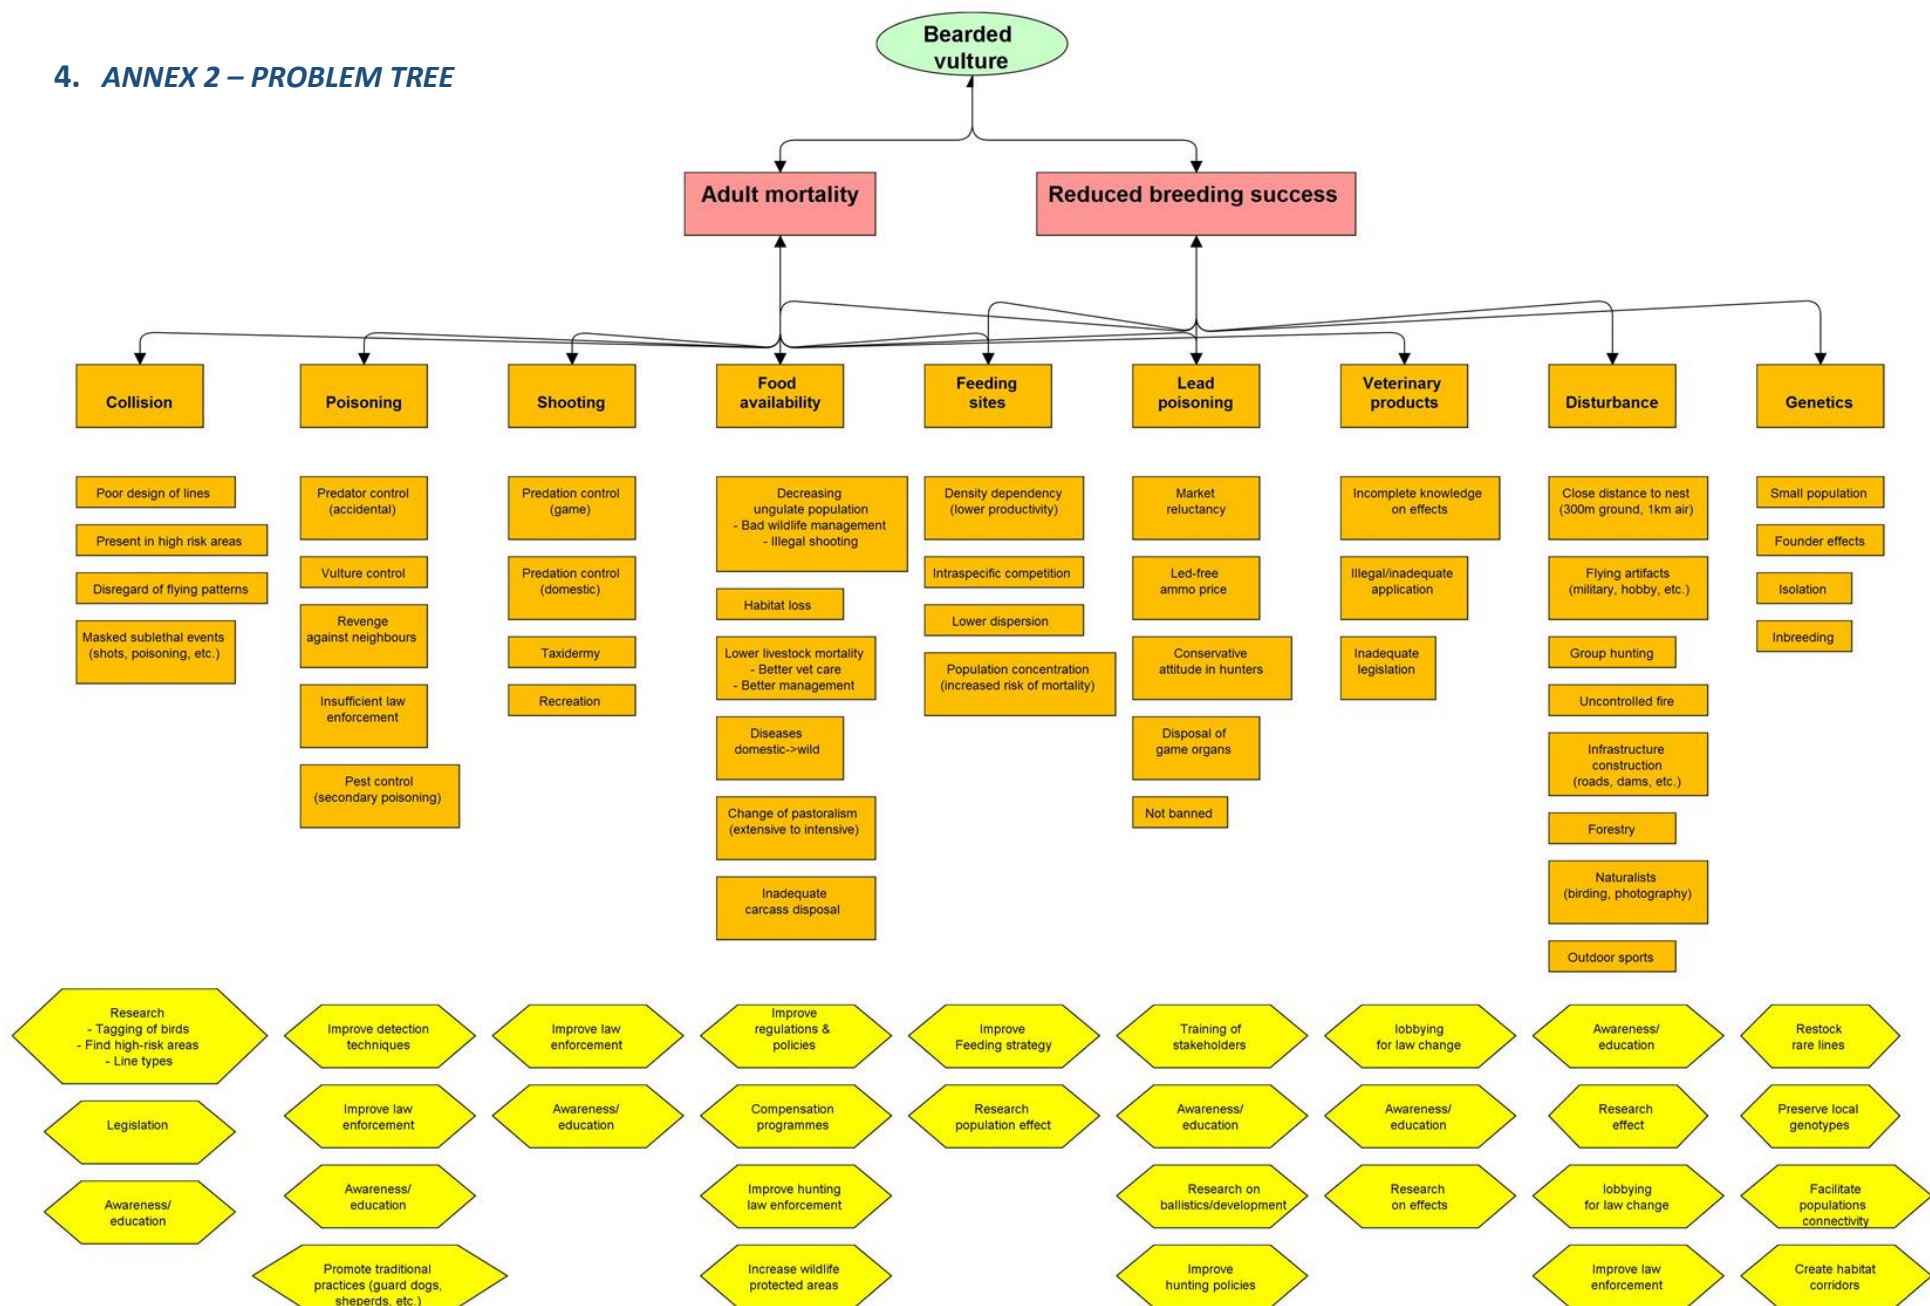 4. ANNEX 2 – PROBLEM TREE
Bearded
vulture
Adult mortality
Reduced breeding success
Collision
Poisoning
Shooting
Food
availability
Feeding
sites
Lead
poisoning
Veterinary
products
Disturbance
Genetics
Poor design of lines
Present in high risk areas
Disregard of flying patterns
Masked sublethal events
(shots, poisoning, etc.)
Predator control
(accidental)
Vulture control
Revenge
against neighbours
Insufficient law
enforcement
Pest control
(secondary poisoning)
Predation control
(game)
Predation control
(domestic)
Taxidermy
Recreation
Decreasing
ungulate population
- Bad wildlife management
- Illegal shooting
Habitat loss
Lower livestock mortality
- Better vet care
- Better management
Diseases
domestic->wild
Change of pastoralism
(extensive to intensive)
Inadequate
carcass disposal
Density dependency
(lower productivity)
Intraspecific competition
Lower dispersion
Population concentration
(increased risk of mortality)
Market
reluctancy
Led-free
ammo price
Conservative
attitude in hunters
Disposal of
game organs
Not banned
Incomplete knowledge
on effects
Illegal/inadequate
application
Inadequate
legislation
Close distance to nest
(300m ground, 1km air)
Flying artifacts
(military, hobby, etc.)
Group hunting
Uncontrolled fire
Infrastructure
construction
(roads, dams, etc.)
Forestry
Naturalists
(birding, photography)
Outdoor sports
Small population
Founder effects
Isolation
Inbreeding
Research
- Tagging of birds
- Find high-risk areas
- Line types
Legislation
Awareness/
education
Improve detection
techniques
Improve law
enforcement
Awareness/
education
Promote traditional
practices (guard dogs,
sheperds, etc.)
Improve law
enforcement
Awareness/
education
Improve
regulations &
policies
Compensation
programmes
Improve hunting
law enforcement
Increase wildlife
protected areas
Improve
Feeding strategy
Research
population effect
Training of
stakeholders
Awareness/
education
Research on
ballistics/development
Improve
hunting policies
lobbying
for law change
Awareness/
education
Research
on effects
Awareness/
education
Research
effect
lobbying
for law change
Improve law
enforcement
Restock
rare lines
Preserve local
genotypes
Facilitate
populations
connectivity
Create habitat
corridors